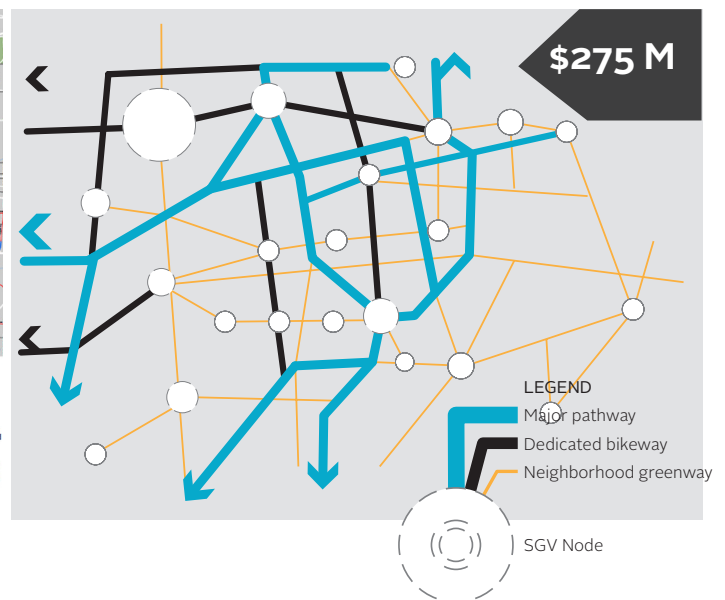 $275 M
LEGEND
Major pathway
Dedicated bikeway
Neighborhood greenway
SGV Node